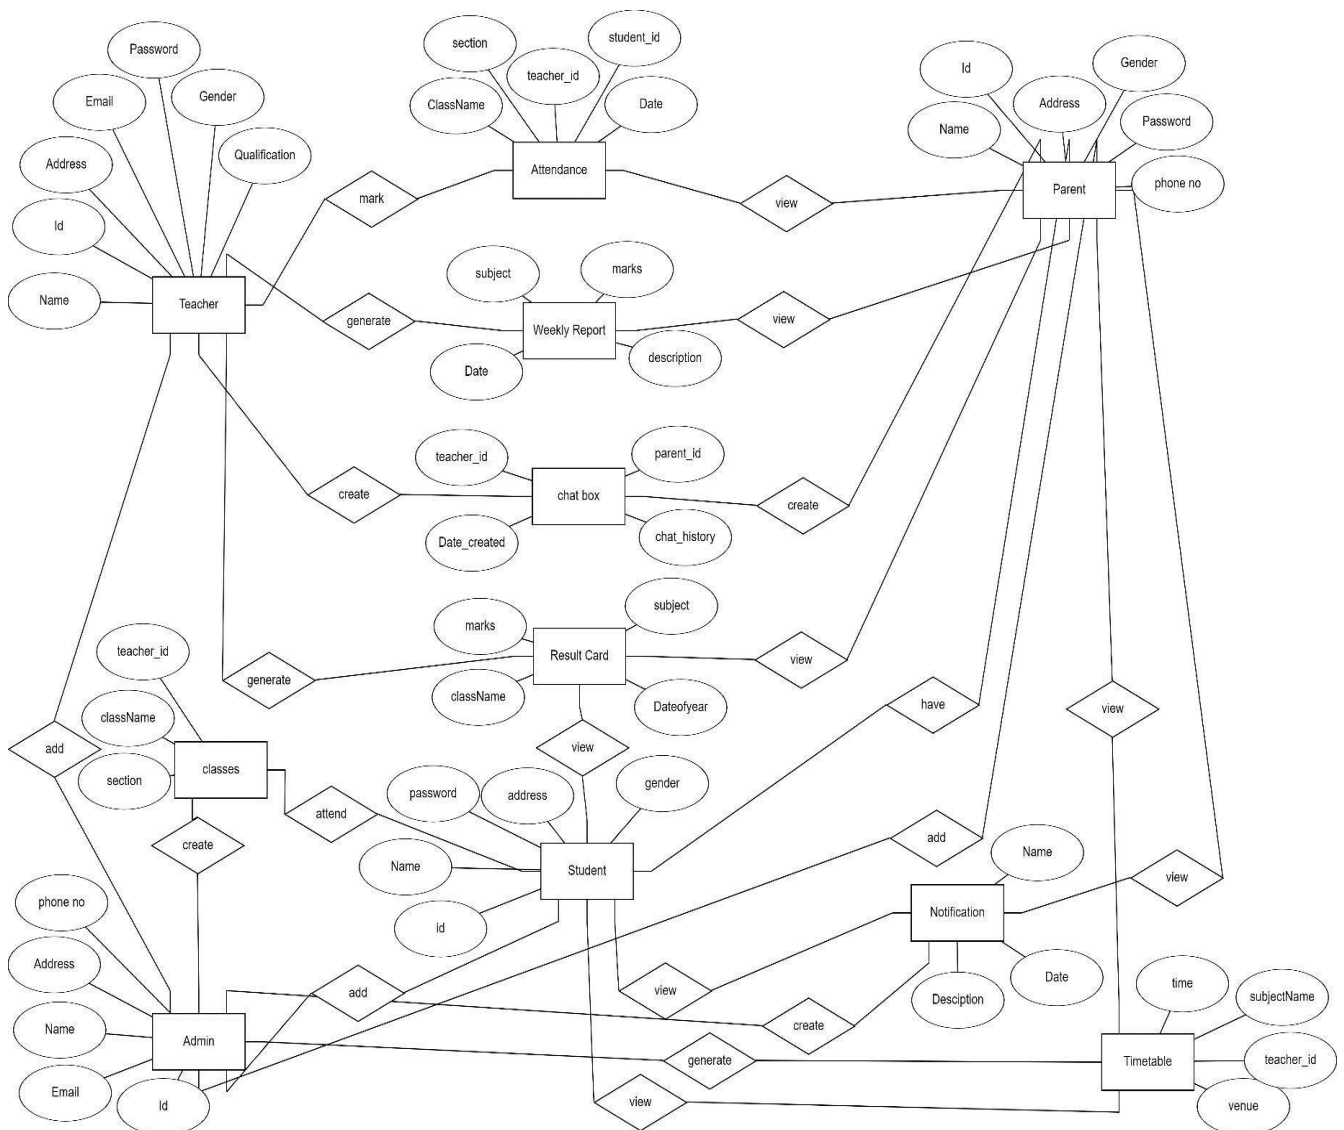 Password
section
student_id
Id
Gender
Email
Gender
teacher_id
ClassName
Date
Address
Name
Password
Address
Qualification
Attendance
Parent
phone no
mark
view
Id
Teacher
Name
subject
marks
generate
Weekly Report
view
Date
description
teacher_id
parent_id
create
chat box
create
Date_created
chat_history
marks
subject
Result Card
view
generate
className
Dateofyear
teacher_id
className
section
classes
add
view
have
view
password
address
gender
attend
create
add
Name
Name
Student
id
view
Notification
phone no
Address
Name
Email
Id
Admin
add
view
create
Desciption
Date
time
subjectName
generate
Timetable
teacher_id
view
venue